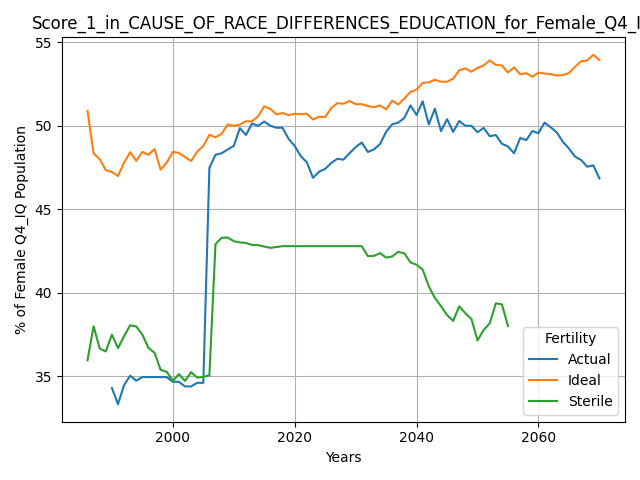 Score_1_in_CAUSE_OF_RACE_DIFFERENCES_EDUCATION_for_Female_Q4_I
55
50
45
40
35
% of Female Q4_IQ Population
2000
2020
2040
2060
Years
Fertility
Actual
Ideal
Sterile